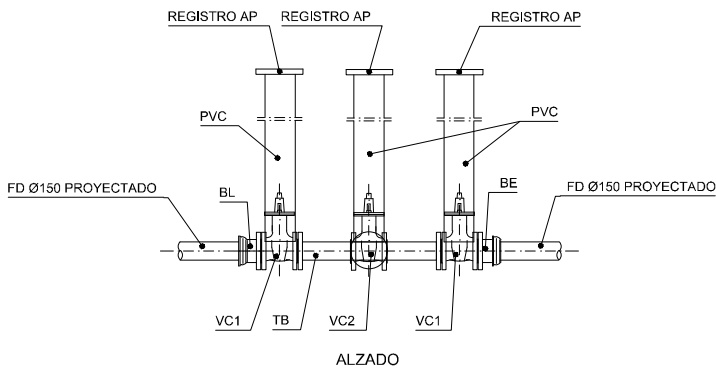 REGISTRO AP
REGISTRO AP
REGISTRO AP
PVC
PVC
FD Ø150 PROYECTADO
BL
BE
FD Ø150 PROYECTADO
VC1
TB
VC2
VC1
ALZADO